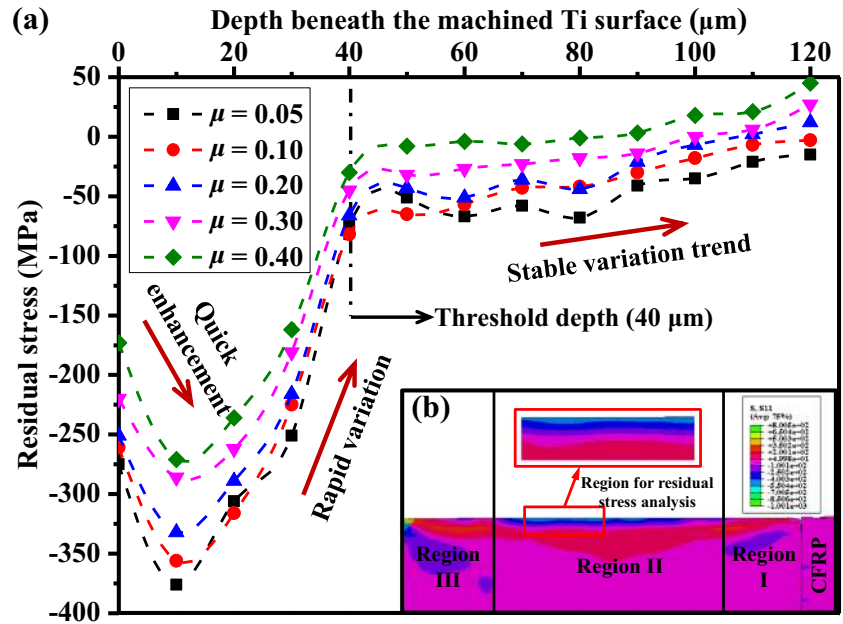 (a)
Depth beneath the machined Ti surface (μm)
0 20 40 60 80 100 120
Residual stress (MPa)
50
0
-50
-100
-150
-200
-250
-300
-350
-400
μ = 0.05
μ = 0.10
μ = 0.20
μ = 0.30
μ = 0.40
Quick
enhancement
Rapid variation
Stable variation trend
Threshold depth (40 μm)
(b)
S, S11
(Avg: 75%)
Region for residual
stress analysis
Region
III
Region II
Region
I
CFRP